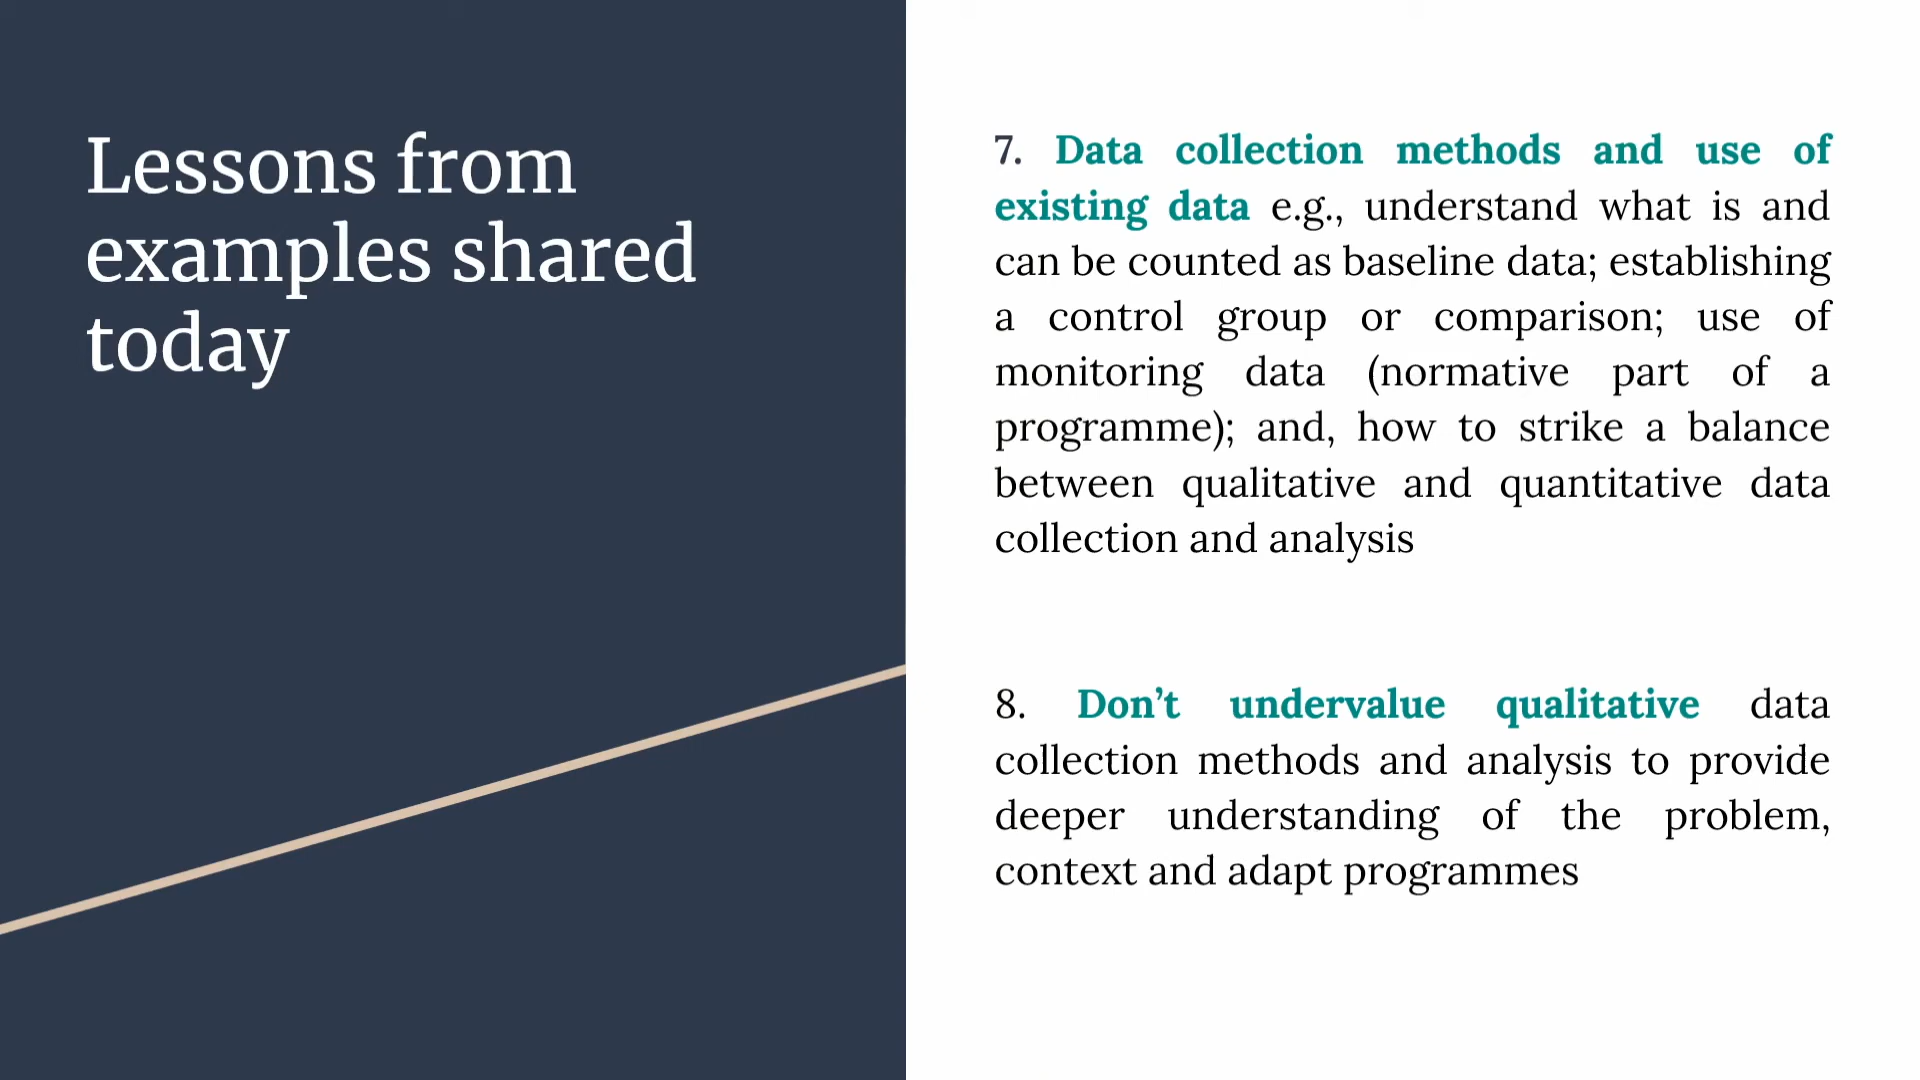 Lessons from
examples shared
today
7. Data collection methods and use of
existing data e.g., understand what is and
can be counted as baseline data; establishing
a control group or comparison; use of
monitoring data (normative part of a
programme); and, how to strike a balance
between qualitative and quantitative data
collection and analysis
8. Don’t undervalue qualitative data
collection methods and analysis to provide
deeper understanding of the problem,
context and adapt programmes